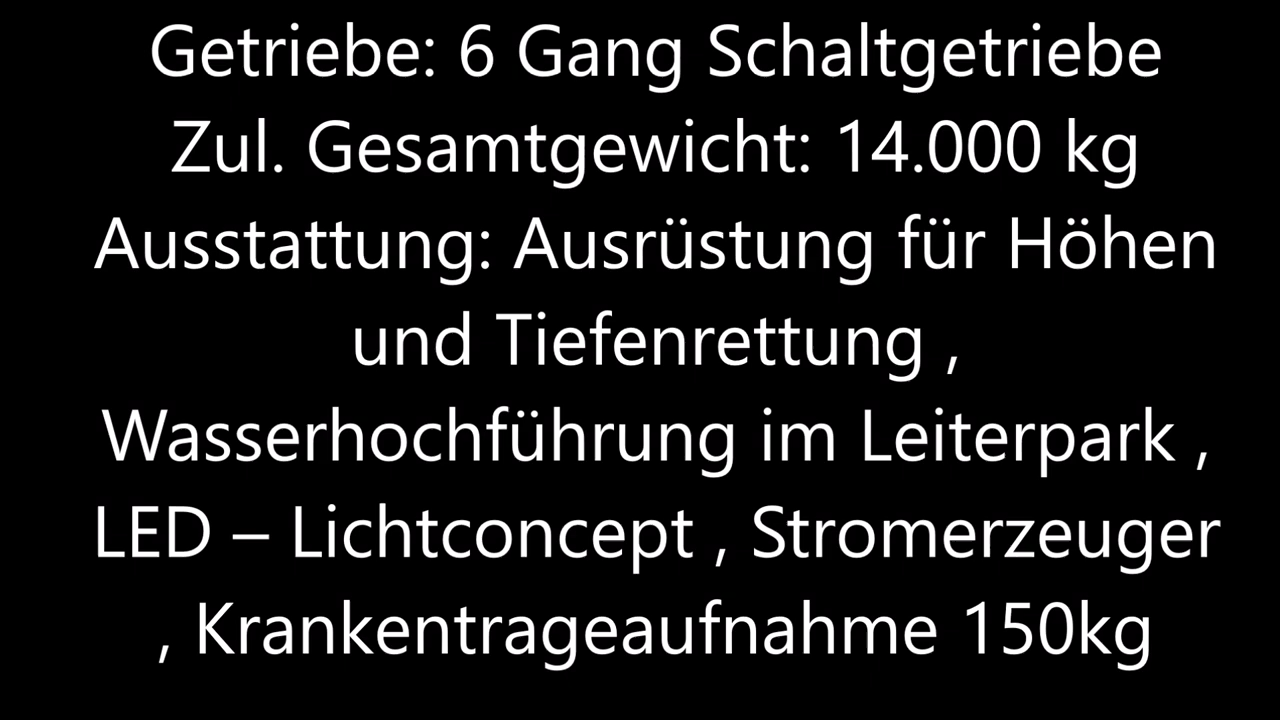 Getriebe: 6 Gang Schaltgetriebe
Zul. Gesamtgewicht: 14.000 kg
Ausstattung: Ausrüstung für Höhen
und Tiefenrettung ,
Wasserhochführung im Leiterpark ,
LED – Lichtconcept , Stromerzeuger
, Krankentrageaufnahme 150kg